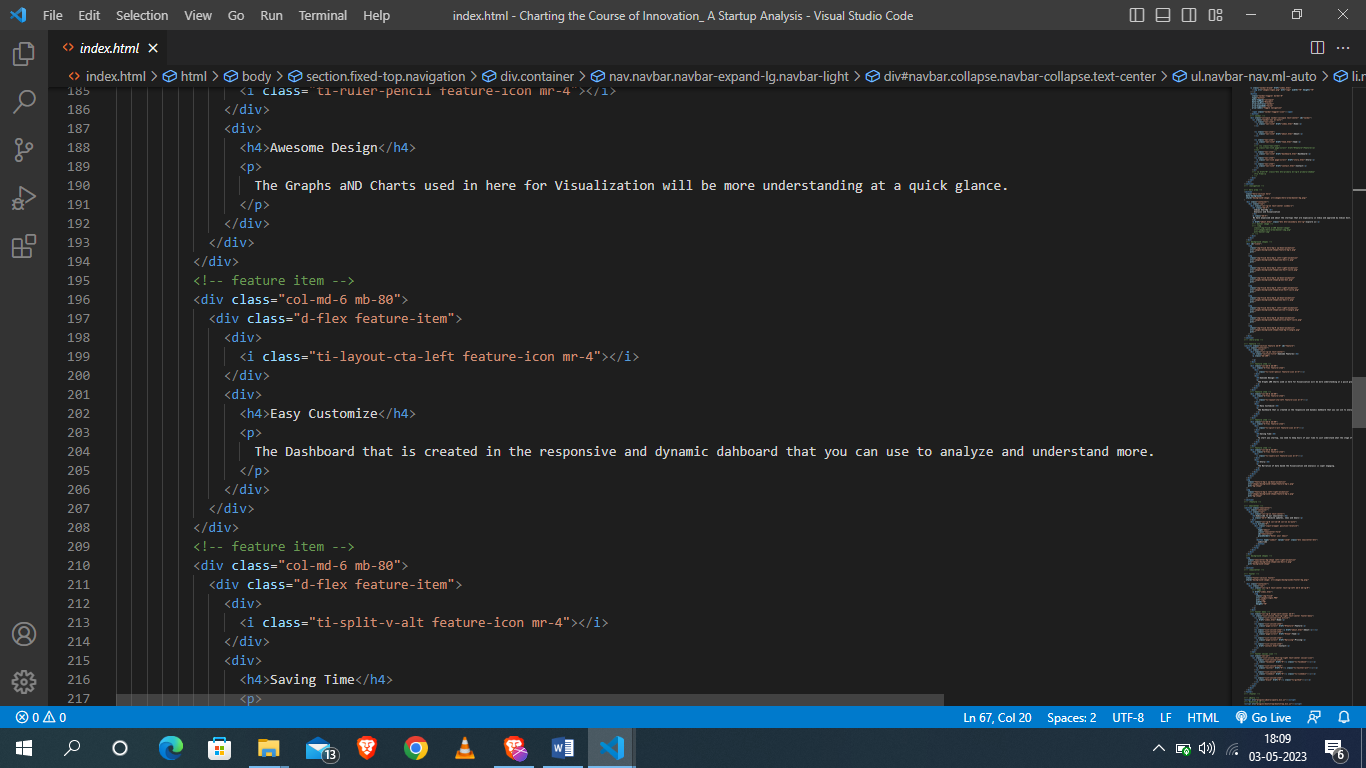 File Edit Selection View Go Run Terminal Help index.html - Charting the Course of Innovation_ A Startup Analysis - Visual Studio Code
<> index.html
<> index.html > html > body > section.fixed-top.navigation > div.container > nav.navbar.navbar-expand-lg.navbar-light > div#navbar.collapse.navbar-collapse.text-center > ul.navbar-nav.ml-auto > li.n
185 <i class="ti-ruler-pencil feature-icon mr-4"></i>
186 </div>
187 <div>
188 <h4>Awesome Design</h4>
189 <p>
190 The Graphs aND Charts used in here for Visualization will be more understanding at a quick glance.
191 </p>
192 </div>
193 </div>
194 </div>
195 <!-- feature item -->
196 <div class="col-md-6 mb-80">
197 <div class="d-flex feature-item">
198 <div>
199 <i class="ti-layout-cta-left feature-icon mr-4"></i>
200 </div>
201 <div>
202 <h4>Easy Customize</h4>
203 <p>
204 The Dashboard that is created in the responsive and dynamic dahboard that you can use to analyze and understand more.
205 </p>
206 </div>
207 </div>
208 </div>
209 <!-- feature item -->
210 <div class="col-md-6 mb-80">
211 <div class="d-flex feature-item">
212 <div>
213 <i class="ti-split-v-alt feature-icon mr-4"></i>
214 </div>
215 <div>
216 <h4>Saving Time</h4>
217 <p>
0 0 Ln 67, Col 20 Spaces: 2 UTF-8 LF HTML Go Live
13 18:09
03-05-2023 6